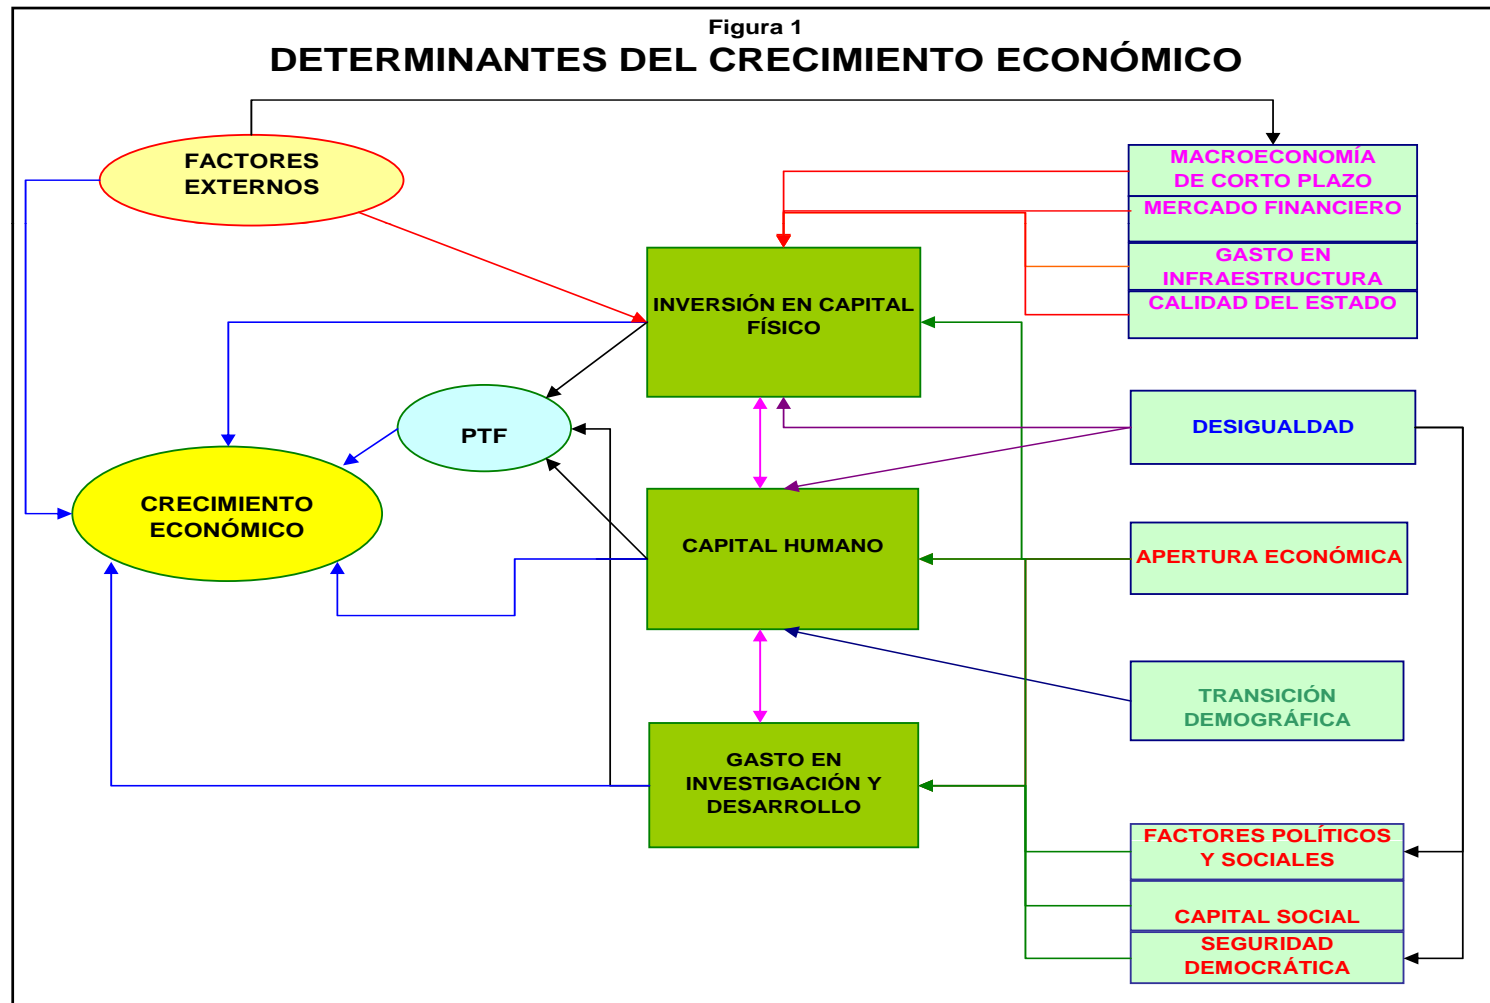 Figura 1
DETERMINANTES DEL CRECIMIENTO ECONÓMICO
FACTORES
EXTERNOS
MACROECONOMÍA
DE CORTO PLAZO
MERCADO FINANCIERO
GASTO EN
INFRAESTRUCTURA
CALIDAD DEL ESTADO
INVERSIÓN EN CAPITAL
FÍSICO
PTF
DESIGUALDAD
CRECIMIENTO
ECONÓMICO
CAPITAL HUMANO
APERTURA ECONÓMICA
TRANSICIÓN
DEMOGRÁFICA
GASTO EN
INVESTIGACIÓN Y
DESARROLLO
FACTORES POLÍTICOS
Y SOCIALES
CAPITAL SOCIAL
SEGURIDAD
DEMOCRÁTICA